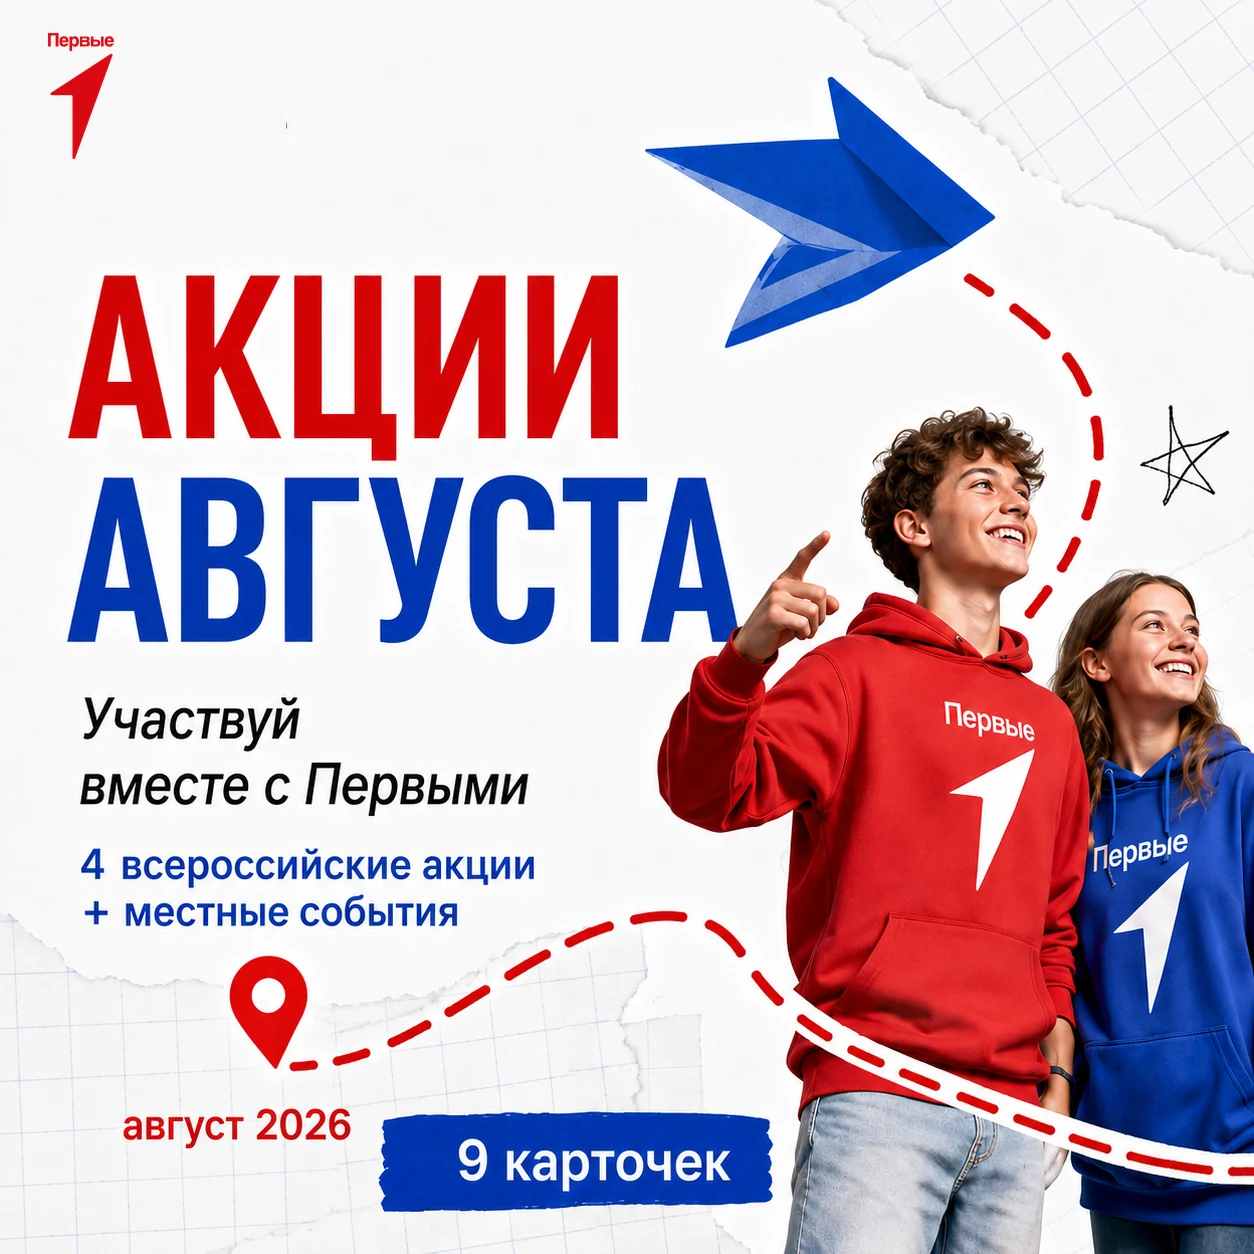 Первые
АКЦИИ
АВГУСТА
Участвуй
вместе с Первыми
4 всероссийские акции
+ местные события
Первые
Первые
август 2026
9 карточек